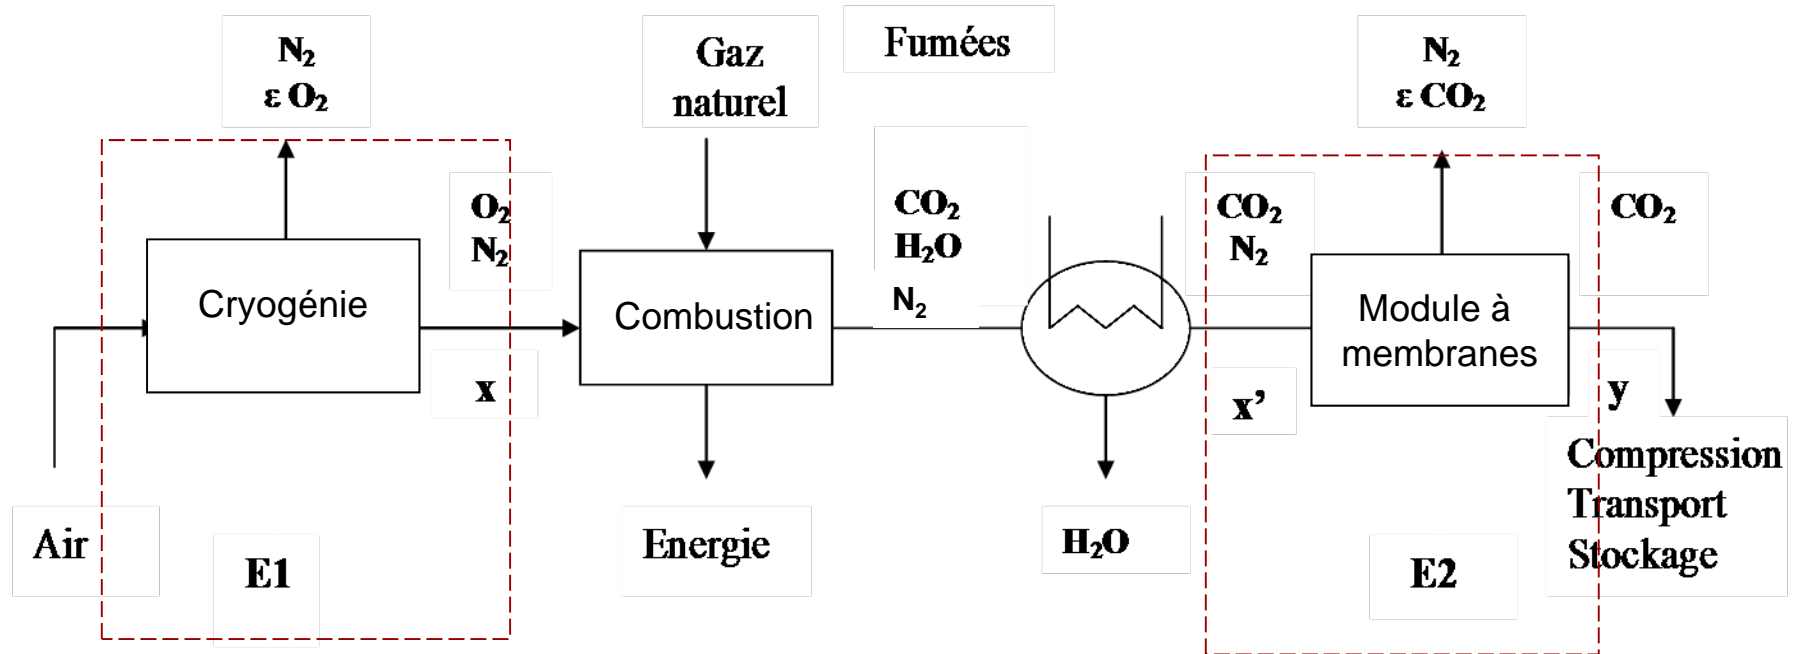 N₂
ε O₂
Gaz
naturel
Fumées
N₂
ε CO₂
O₂
N₂
CO₂
H₂O
N₂
CO₂
N₂
CO₂
Cryogénie
Combustion
Module à
membranes
x
x’
y
Air
E1
Energie
H₂O
E2
Compression
Transport
Stockage